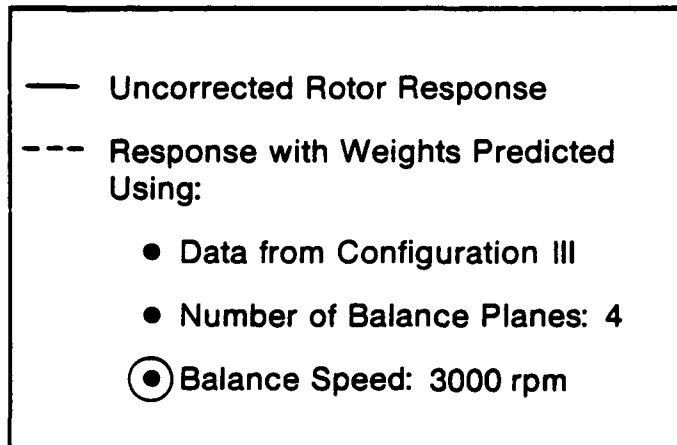 Uncorrected Rotor Response
Response with Weights Predicted
Using:
• Data from Configuration III
• Number of Balance Planes: 4
• Balance Speed: 3000 rpm